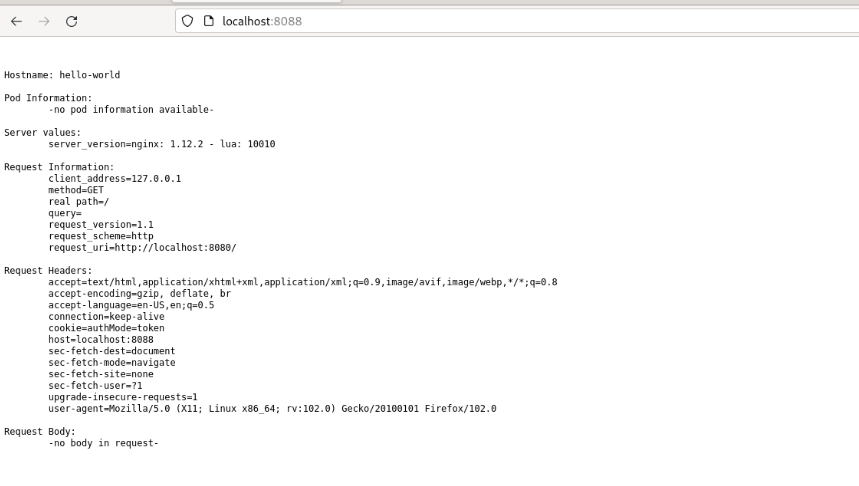 localhost:8088
Hostname: hello-world
Pod Information:
-no pod information available-
Server values:
server_version=nginx: 1.12.2 - lua: 10010
Request Information:
client_address=127.0.0.1
method=GET
real path=/
query=
request_version=1.1
request_scheme=http
request_uri=http://localhost:8080/
Request Headers:
accept=text/html,application/xhtml+xml,application/xml;q=0.9,image/avif,image/webp,*/*;q=0.8
accept-encoding=gzip, deflate, br
accept-language=en-US,en;q=0.5
connection=keep-alive
cookie=authMode=token
host=localhost:8088
sec-fetch-dest=document
sec-fetch-mode=navigate
sec-fetch-site=none
sec-fetch-user=?1
upgrade-insecure-requests=1
user-agent=Mozilla/5.0 (X11; Linux x86_64; rv:102.0) Gecko/20100101 Firefox/102.0
Request Body:
-no body in request-